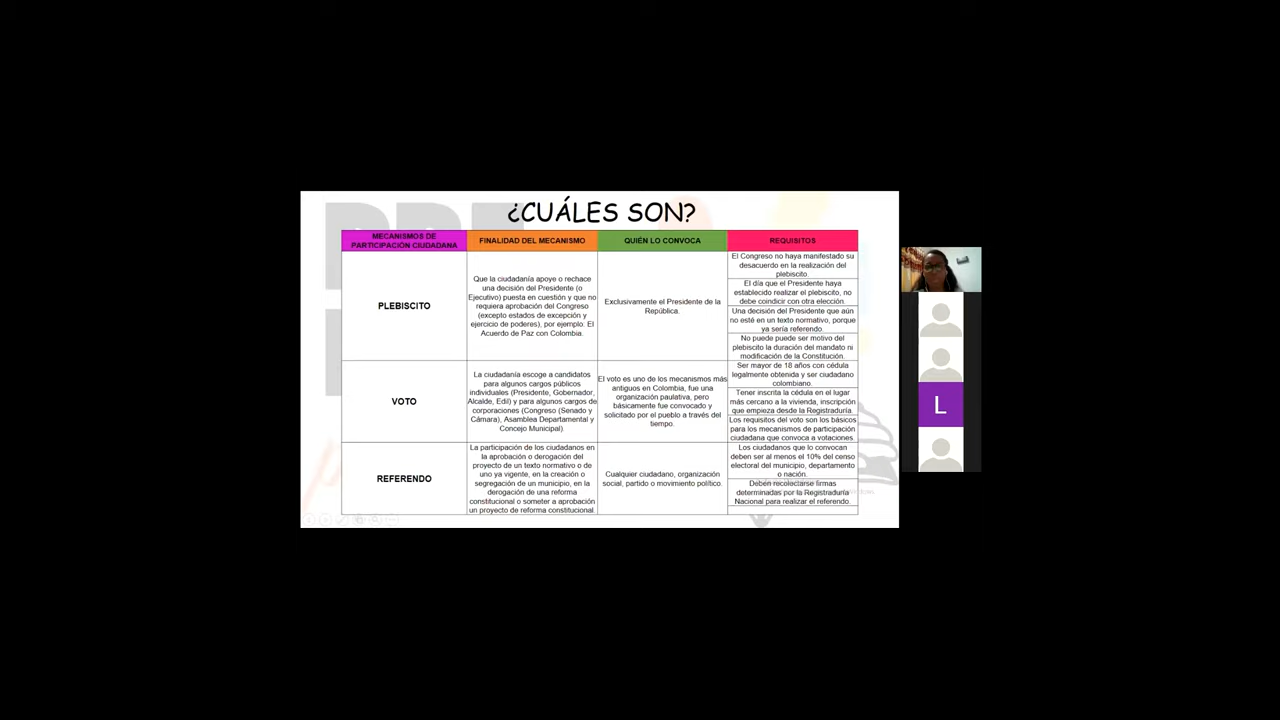 ¿CUÁLES SON?
MECANISMOS DE
PARTICIPACIÓN CIUDADANA
FINALIDAD DEL MECANISMO
QUIÉN LO CONVOCA
REQUISITOS
PLEBISCITO
Que la ciudadanía apoye o rechace
una decisión del Presidente (o
Ejecutivo) puesta en cuestión y que no
requiera aprobación del Congreso
(excepto estados de excepción y
ejercicio de poderes), por ejemplo: El
Acuerdo de Paz con Colombia.
Exclusivamente el Presidente de la
República.
El Congreso no haya manifestado su
desacuerdo en la realización del
plebiscito.
El día que el Presidente haya
establecido realizar el plebiscito, no
debe coindicir con otra elección.
Una decisión del Presidente que aún
no esté en un texto normativo, porque
ya sería referendo.
No puede puede ser motivo del
plebiscito la duración del mandato ni
modificación de la Constitución.
VOTO
La ciudadanía escoge a candidatos
para algunos cargos públicos
individuales (Presidente, Gobernador,
Alcalde, Edil) y para algunos cargos de
corporaciones (Congreso (Senado y
Cámara), Asamblea Departamental y
Concejo Municipal)
El voto es uno de los mecanismos más
antiguos en Colombia, fue una
organización paulativa, pero
básicamente fue convocado y
solicitado por el pueblo a través del
tiempo.
Ser mayor de 18 años con cédula
legalmente obtenida y ser ciudadano
colombiano.
Tener inscrita la cédula en el lugar
más cercano a la vivienda, inscripción
que empieza desde la Registraduría.
Los requisitos del voto son los básicos
para los mecanismos de participación
ciudadana que convoca a votaciones.
REFERENDO
La participación de los ciudadanos en
la aprobación o derogación del
proyecto de un texto normativo o de
uno ya vigente, en la creación o
segregación de un municipio, en la
derogación de una reforma
constitucional o someter a aprobación
un proyecto de reforma constitucional.
Cualquier ciudadano, organización
social, partido o movimiento político.
Los ciudadanos que lo convocan
deben ser al menos el 10% del censo
electoral del municipio, departamento
o nación.
Deben recolectarse firmas
determinadas por la Registraduría
Nacional para realizar el referendo.
L